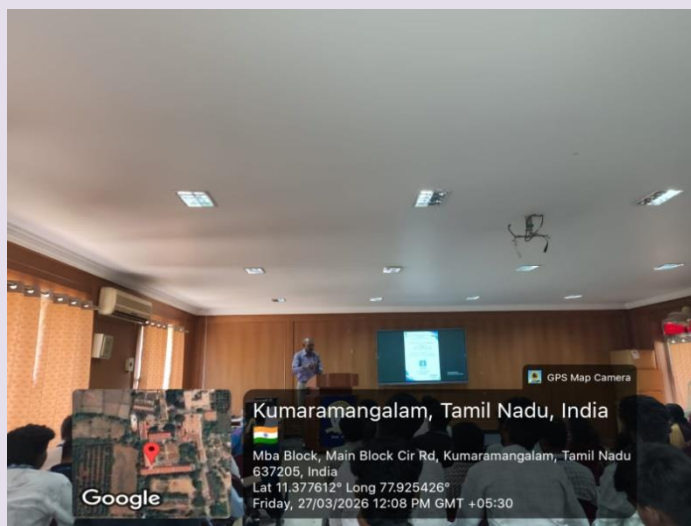 GPS Map Camera
Kumaramangalam, Tamil Nadu, India
Mba Block, Main Block Cir Rd, Kumaramangalam, Tamil Nadu
637205, India
Lat 11.377612° Long 77.925426°
Friday, 27/03/2026 12:08 PM GMT +05:30
Google